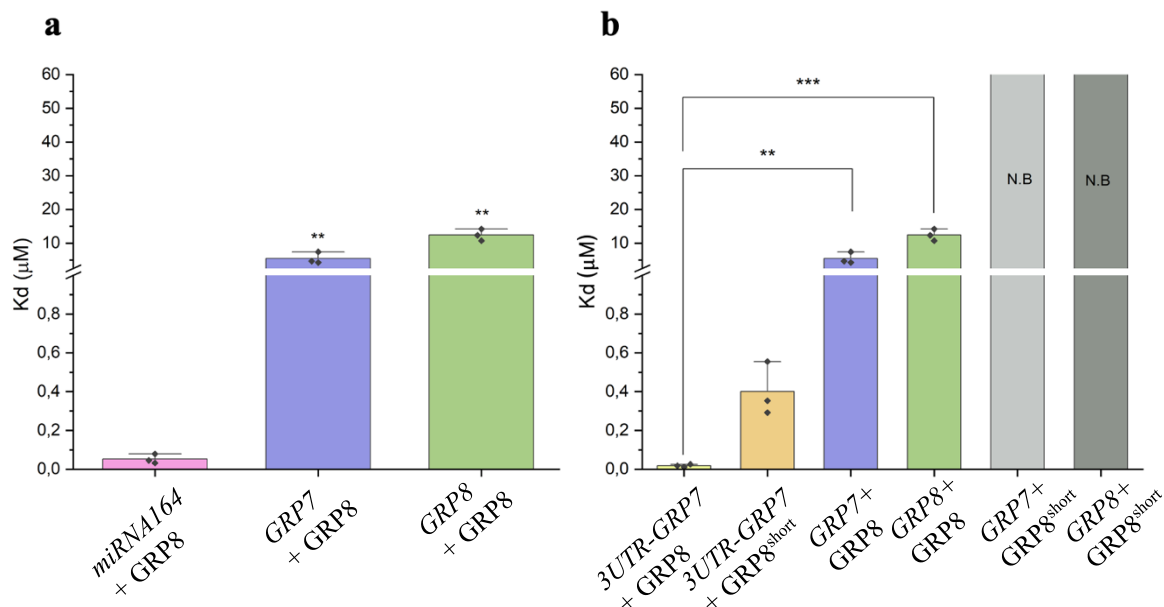 a
60
50
40
30
20
10
0,8
0,6
0,4
0,2
0,0
Kd (μM)
**
**
miRNA164
+ GRP8
GRP7
+ GRP8
GRP8
+ GRP8
b
60
50
40
30
20
10
0,8
0,6
0,4
0,2
0,0
Kd (μM)
***
**
N.B
N.B
3UTR-GRP7
+ GRP8
3UTR-GRP7
+ GRP8short
GRP7+
GRP8
GRP8+
GRP8
GRP7+
GRP8short
GRP8+
GRP8short